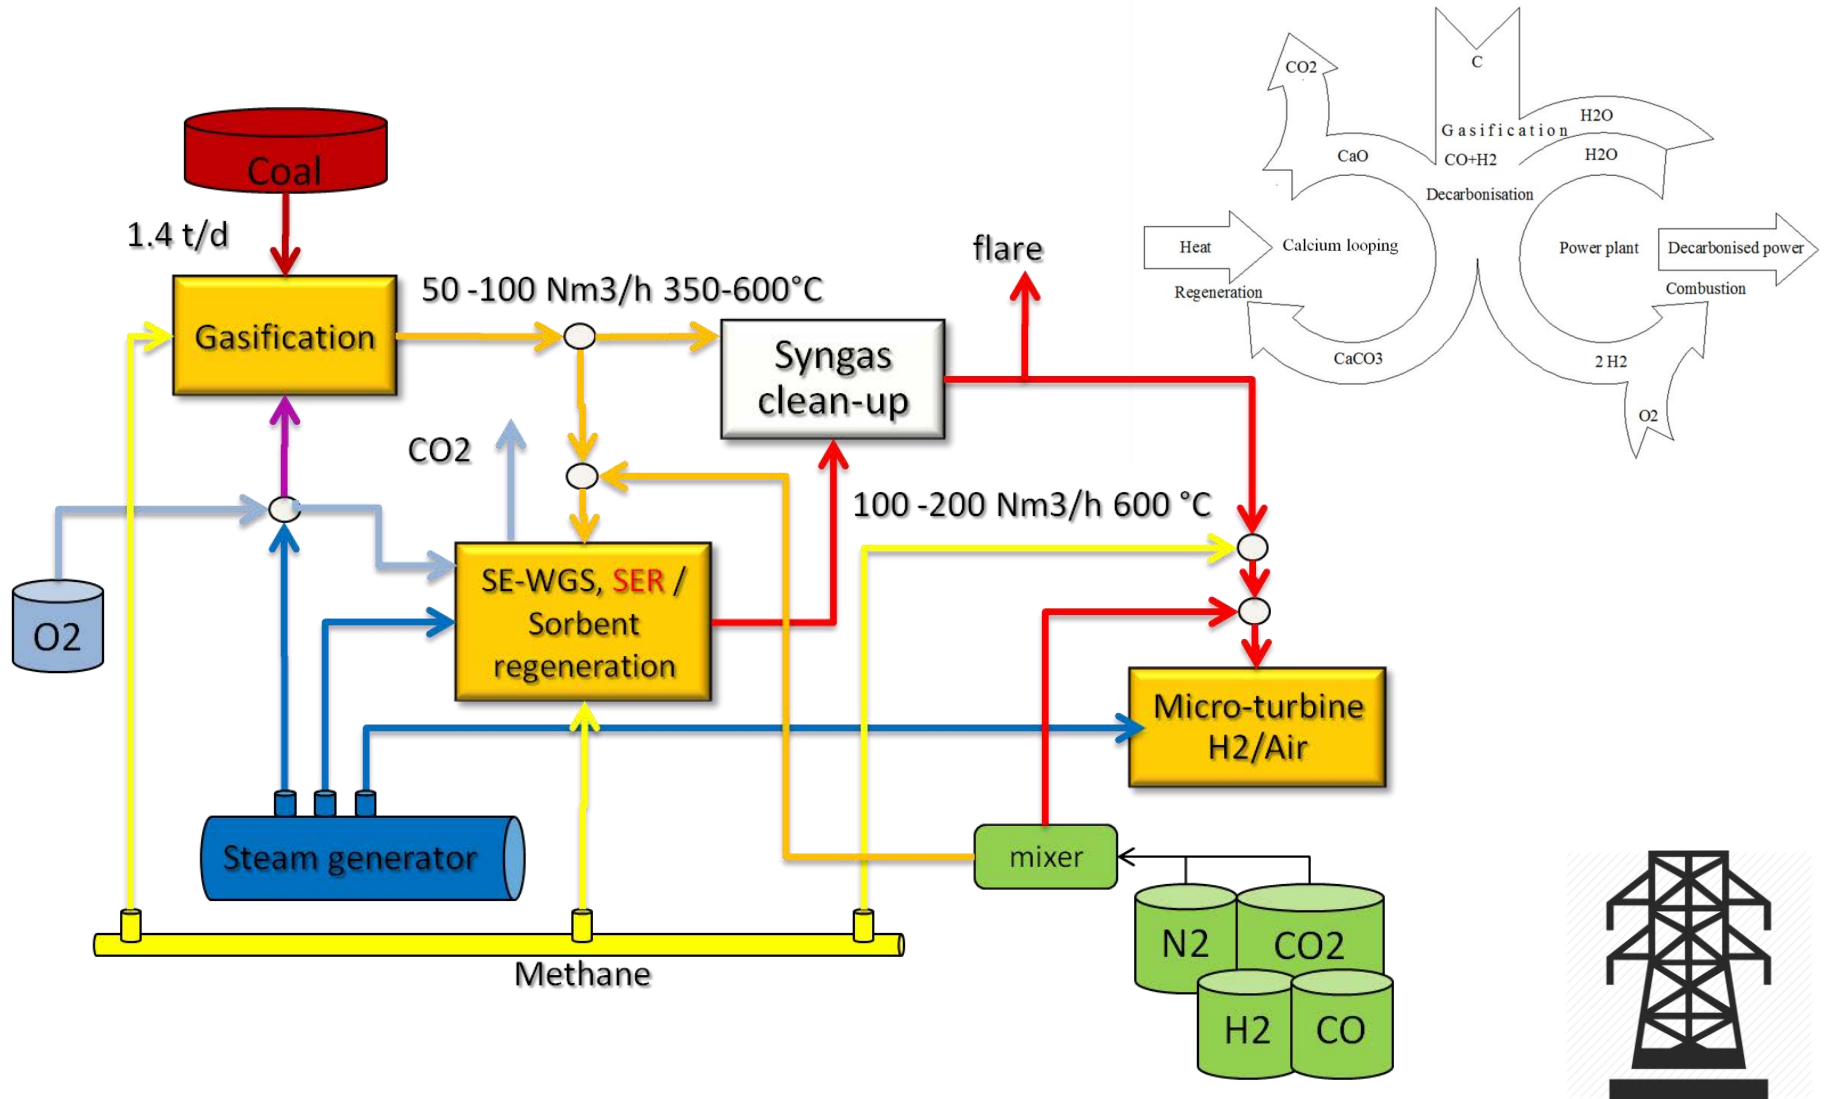 CO2
C
H2O
Gasification
CaO
CO+H2
H2O
Decarbonisation
Heat
Calcium looping
Power plant
Decarbonised power
Regeneration
Combustion
CaCO3
2 H2
O2
Coal
1.4 t/d
flare
50 -100 Nm3/h 350-600°C
Gasification
Syngas
clean-up
CO2
100 -200 Nm3/h 600 °C
O2
SE-WGS, SER /
Sorbent
regeneration
Micro-turbine
H2/Air
Steam generator
mixer
N2
CO2
H2
CO
Methane